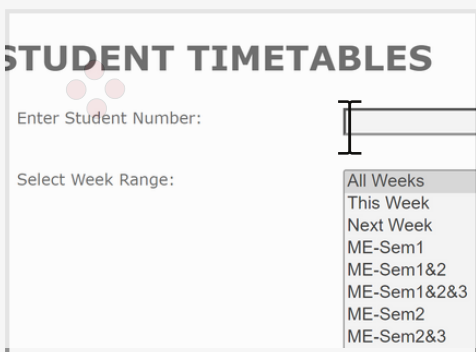 STUDENT TIMETABLES
Enter Student Number:
Select Week Range:
All Weeks
This Week
Next Week
ME-Sem1
ME-Sem1&2
ME-Sem1&2&3
ME-Sem2
ME-Sem2&3